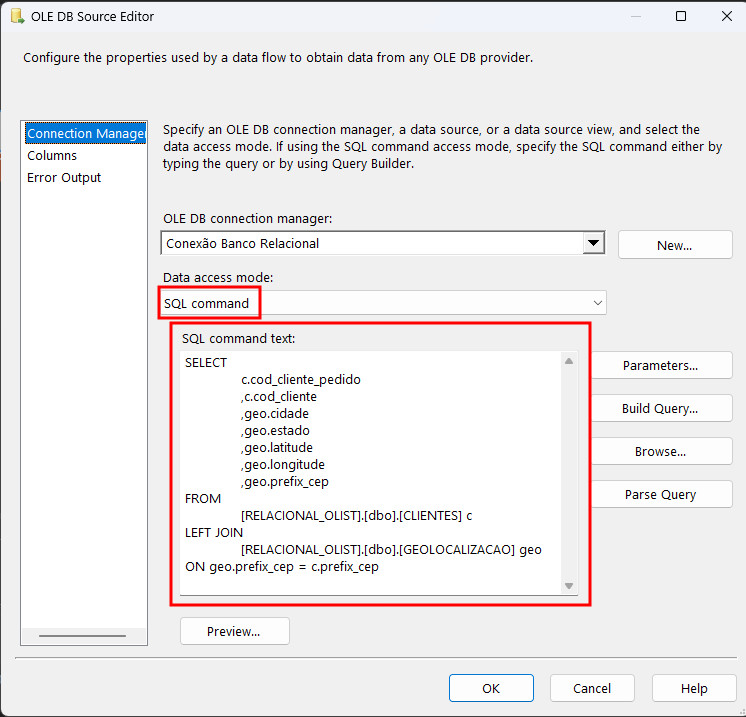 OLE DB Source Editor
Configure the properties used by a data flow to obtain data from any OLE DB provider.
Connection Manager
Columns
Error Output
Specify an OLE DB connection manager, a data source, or a data source view, and select the
data access mode. If using the SQL command access mode, specify the SQL command either by
typing the query or by using Query Builder.
OLE DB connection manager:
Conexão Banco Relacional
New...
Data access mode:
SQL command
SQL command text:
SELECT
c.cod_cliente_pedido
,c.cod_cliente
,geo.cidade
,geo.estado
,geo.latitude
,geo.longitude
,geo.prefix_cep
FROM
[RELACIONAL_OLIST].[dbo].[CLIENTES] c
LEFT JOIN
[RELACIONAL_OLIST].[dbo].[GEOLOCALIZACAO] geo
ON geo.prefix_cep = c.prefix_cep
Parameters...
Build Query...
Browse...
Parse Query
Preview...
OK
Cancel
Help